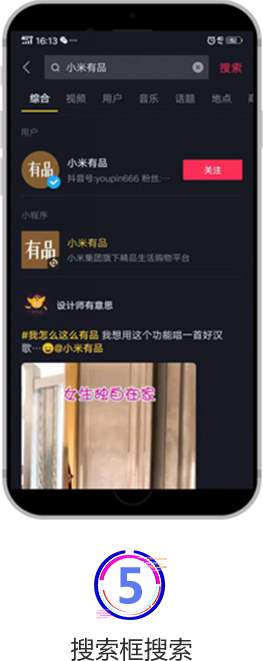 16:13
小米有品
搜索
综合 视频 用户 音乐 话题 地点
用户
有品
小米有品
抖音号:youpin666 粉丝:···
关注
小程序
有品
小米有品
小米集团旗下精品生活购物平台
设计师有意思
#我怎么这么有品 我想用这个功能唱一首好汉
歌···@小米有品
女生独自在家
5
搜索框搜索